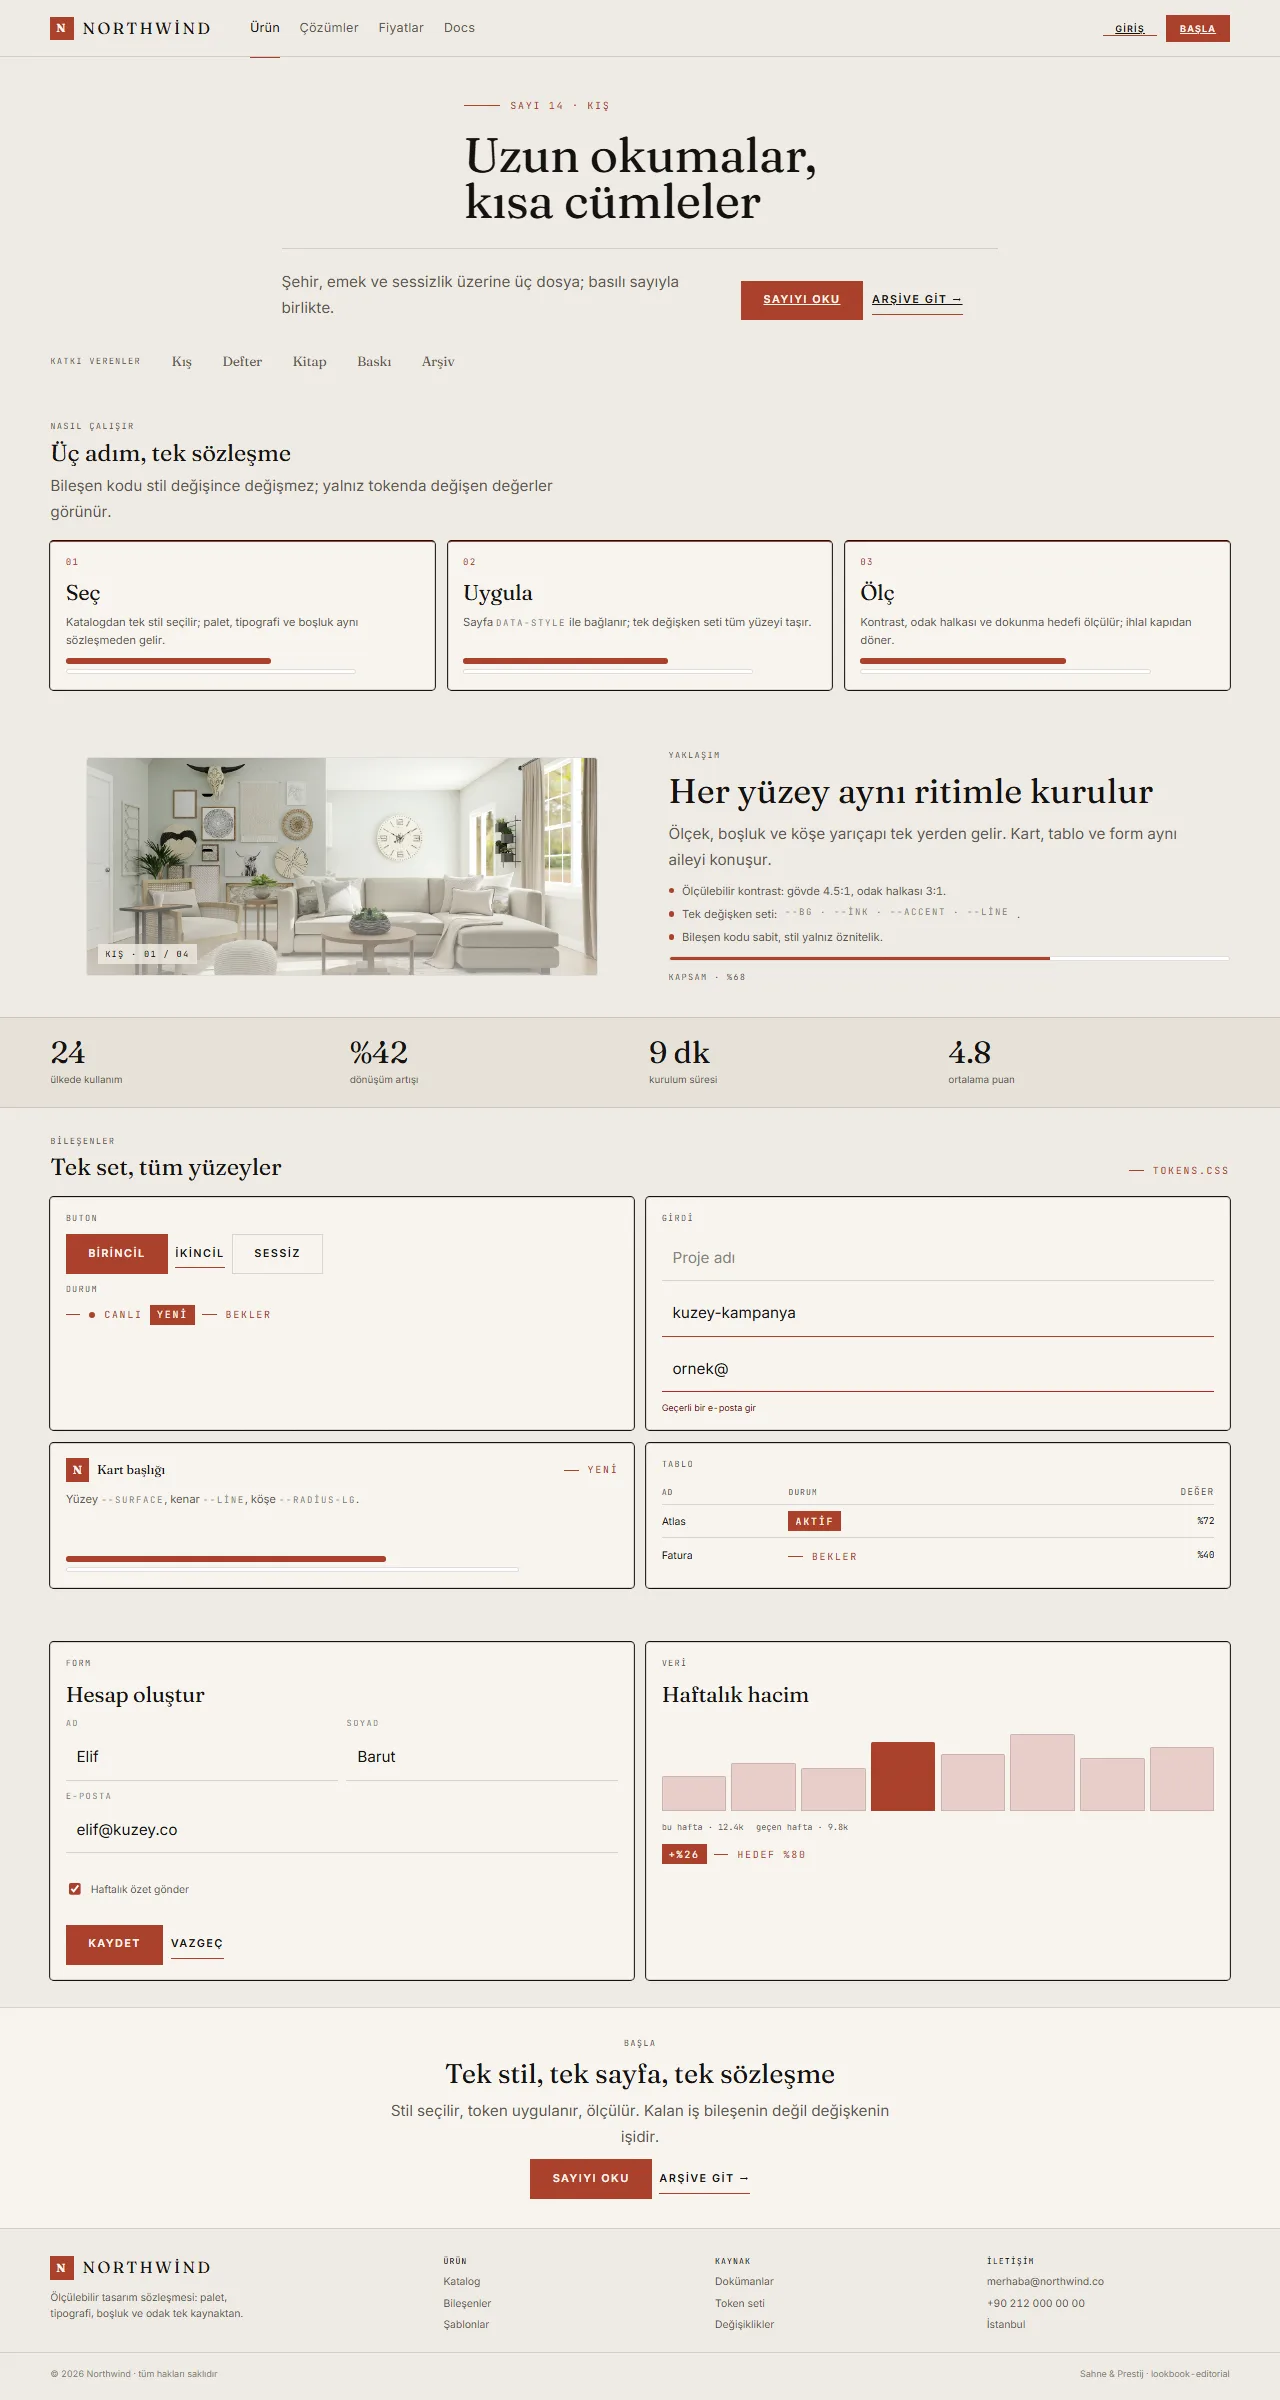 N NORTHWİND Ürün Çözümler Fiyatlar Docs GİRİŞ BAŞLA
SAYI 14 · KIŞ
Uzun okumalar,
kısa cümleler
Şehir, emek ve sessizlik üzerine üç dosya; basılı sayıyla
birlikte.
SAYIYI OKU ARŞİVE GİT →
KATKI VERENLER Kış Defter Kitap Baskı Arşiv
NASIL ÇALIŞIR
Üç adım, tek sözleşme
Bileşen kodu stil değişince değişmez; yalnız tokenda değişen değerler
görünür.
01
Seç
Katalogdan tek stil seçilir; palet, tipografi ve boşluk aynı
sözleşmeden gelir.
02
Uygula
Sayfa DATA-STYLE ile bağlanır; tek değişken seti tüm yüzeyi taşır.
03
Ölç
Kontrast, odak halkası ve dokunma hedefi ölçülür; ihlal kapıdan
döner.
KIŞ · 01 / 04
YAKLAŞIM
Her yüzey aynı ritimle kurulur
Ölçek, boşluk ve köşe yarıçapı tek yerden gelir. Kart, tablo ve form aynı
aileyi konuşur.
Ölçülebilir kontrast: gövde 4.5:1, odak halkası 3:1.
Tek değişken seti: --BG · --İNK · --ACCENT · --LİNE .
Bileşen kodu sabit, stil yalnız öznitelik.
KAPSAM · %68
24
ülkede kullanım
%42
dönüşüm artışı
9 dk
kurulum süresi
4.8
ortalama puan
BİLEŞENLER
Tek set, tüm yüzeyler
TOKENS.CSS
BUTON
BİRİNCİL İKİNCİL SESSİZ
DURUM
CANLI YENİ BEKLER
GİRDİ
Proje adı
kuzey-kampanya
ornek@
Geçerli bir e-posta gir
N Kart başlığı YENİ
Yüzey --SURFACE, kenar --LİNE, köşe --RADİUS-LG.
TABLO
AD DURUM DEĞER
Atlas AKTİF %72
Fatura BEKLER %40
FORM
Hesap oluştur
AD SOYAD
Elif Barut
E-POSTA
elif@kuzey.co
Haftalık özet gönder
KAYDET VAZGEÇ
VERİ
Haftalık hacim
bu hafta · 12.4k geçen hafta · 9.8k
+%26 HEDEF %80
BAŞLA
Tek stil, tek sayfa, tek sözleşme
Stil seçilir, token uygulanır, ölçülür. Kalan iş bileşenin değil değişkenin
işidir.
SAYIYI OKU ARŞİVE GİT →
N NORTHWİND
Ölçülebilir tasarım sözleşmesi: palet,
tipografi, boşluk ve odak tek kaynaktan.
ÜRÜN
Katalog
Bileşenler
Şablonlar
KAYNAK
Dokümanlar
Token seti
Değişiklikler
İLETİŞİM
merhaba@northwind.co
+90 212 000 00 00
İstanbul
© 2026 Northwind · tüm hakları saklıdır
Sahne & Prestij · lookbook-editorial